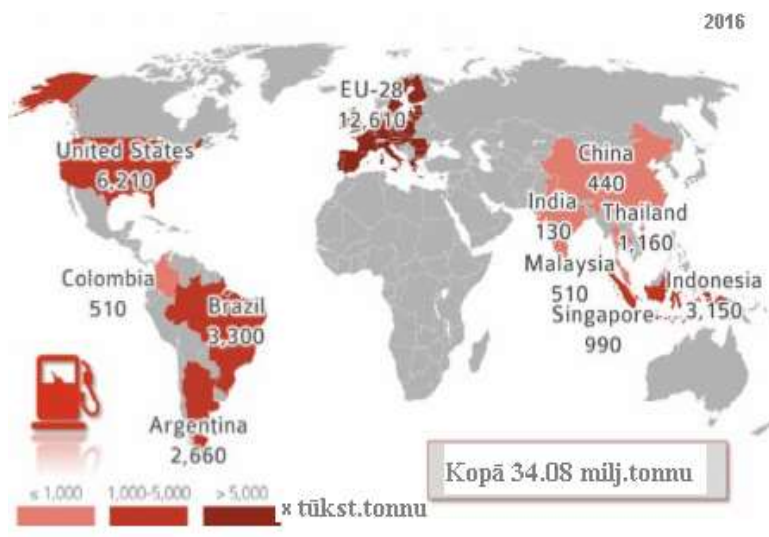 2016
EU-28
12,610
United States
6,210
China
440
India
130
Thailand
1,160
Malaysia
510
Indonesia
3,150
Singapore
990
Colombia
510
Brazil
3,300
Argentina
2,660
Kopā 34.08 milj.tonnu
≤ 1,000
1,000-5,000
> 5,000
× tūkst.tonnu